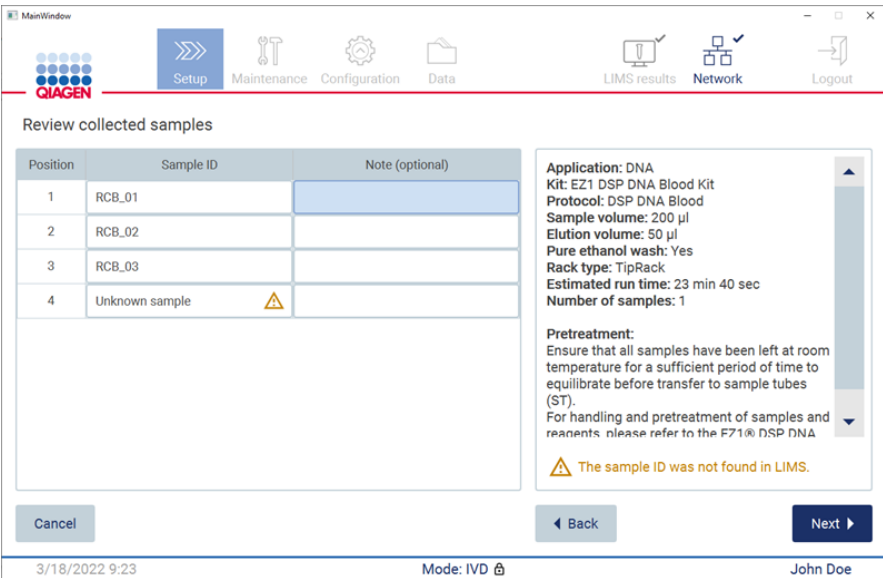 MainWindow
QIAGEN
Setup
Maintenance
Configuration
Data
LIMS results
Network
Logout
Review collected samples
Position Sample ID Note (optional)
1 RCB_01
2 RCB_02
3 RCB_03
4 Unknown sample
Application: DNA
Kit: EZ1 DSP DNA Blood Kit
Protocol: DSP DNA Blood
Sample volume: 200 µl
Elution volume: 50 µl
Pure ethanol wash: Yes
Rack type: TipRack
Estimated run time: 23 min 40 sec
Number of samples: 1
Pretreatment:
Ensure that all samples have been left at room
temperature for a sufficient period of time to
equilibrate before transfer to sample tubes
(ST).
For handling and pretreatment of samples and
reagents, please refer to the EZ1® DSP DNA
The sample ID was not found in LIMS.
Cancel
Back
Next
3/18/2022 9:23
Mode: IVD
John Doe